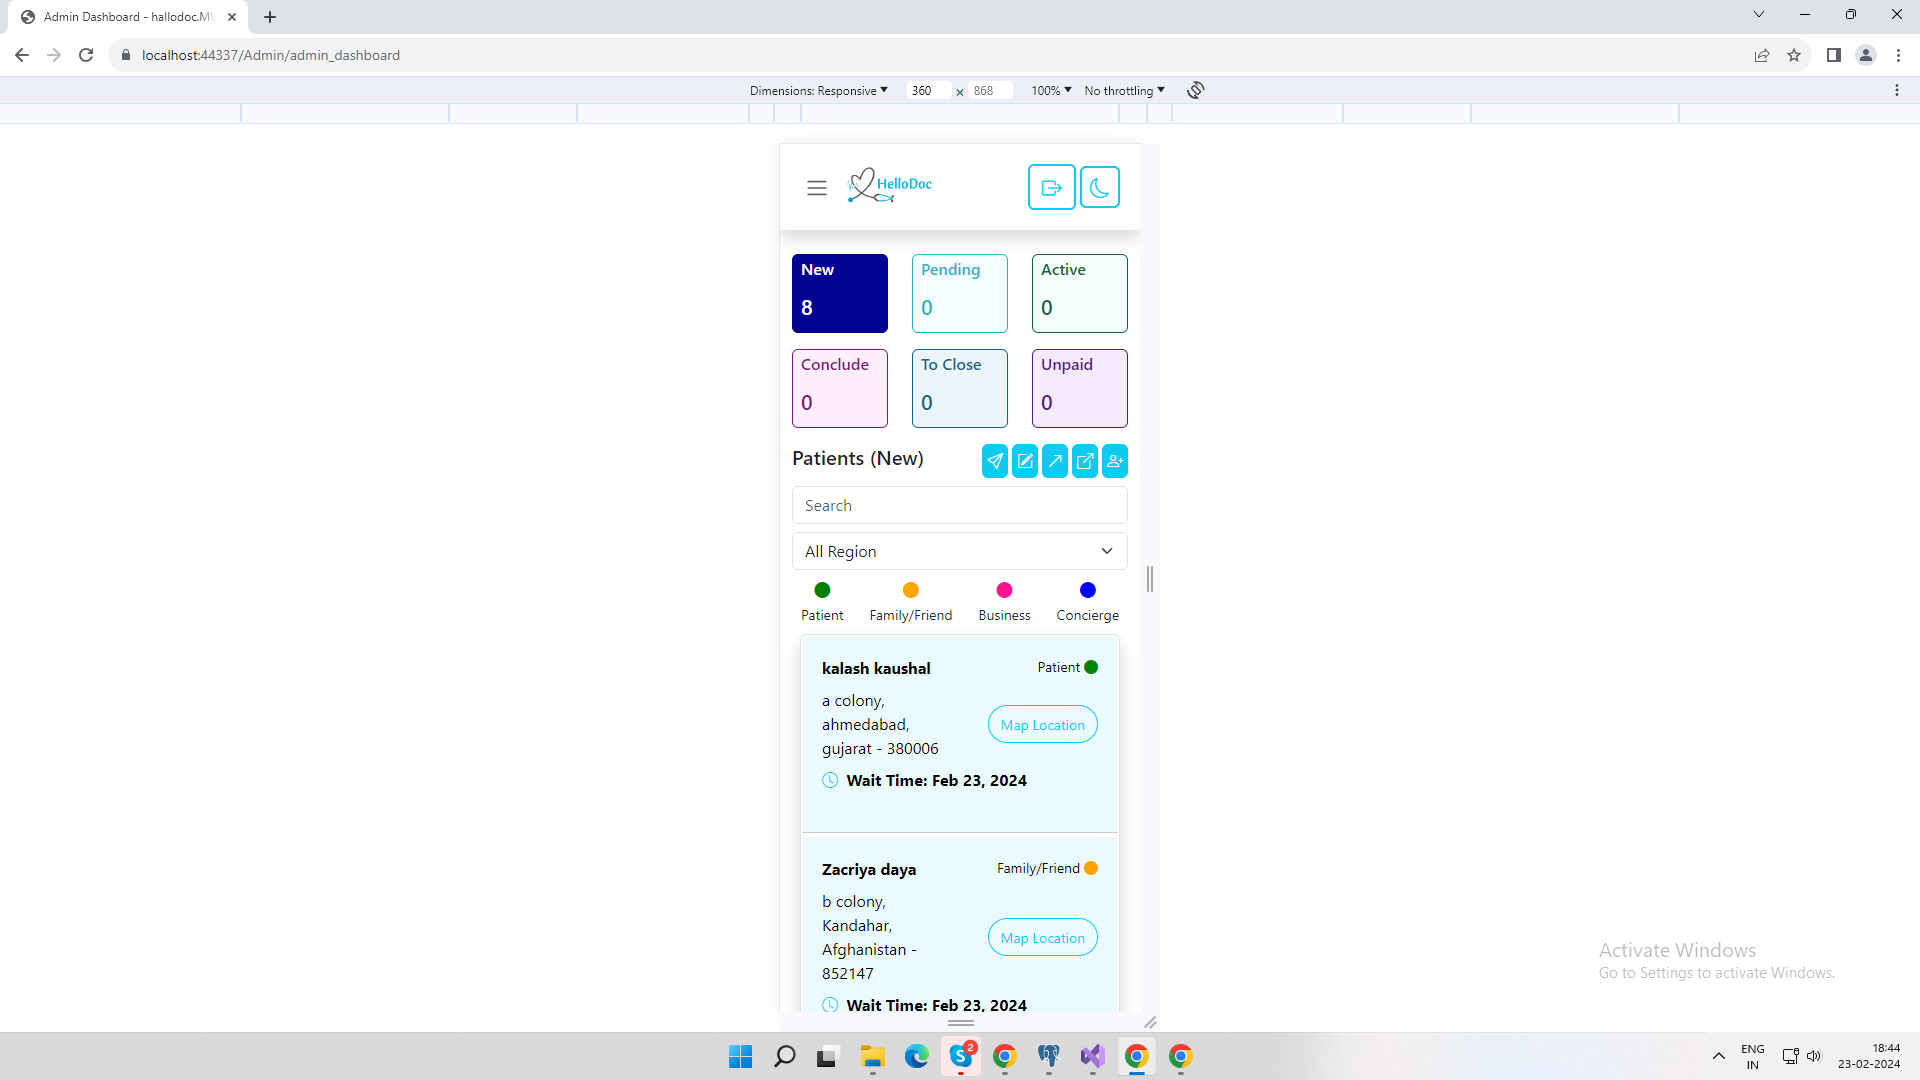 Admin Dashboard - hallodoc.MV
localhost:44337/Admin/admin_dashboard
Dimensions: Responsive 360 × 868 100% No throttling
HelloDoc
New Pending Active
8 0 0
Conclude To Close Unpaid
0 0 0
Patients (New)
Search
All Region
Patient Family/Friend Business Concierge
kalash kaushal Patient
a colony,
ahmedabad,
gujarat - 380006
Map Location
Wait Time: Feb 23, 2024
Zacriya daya Family/Friend
b colony,
Kandahar,
Afghanistan -
852147
Map Location
Wait Time: Feb 23, 2024
Activate Windows
Go to Settings to activate Windows.
S 2
ENG
IN
18:44
23-02-2024